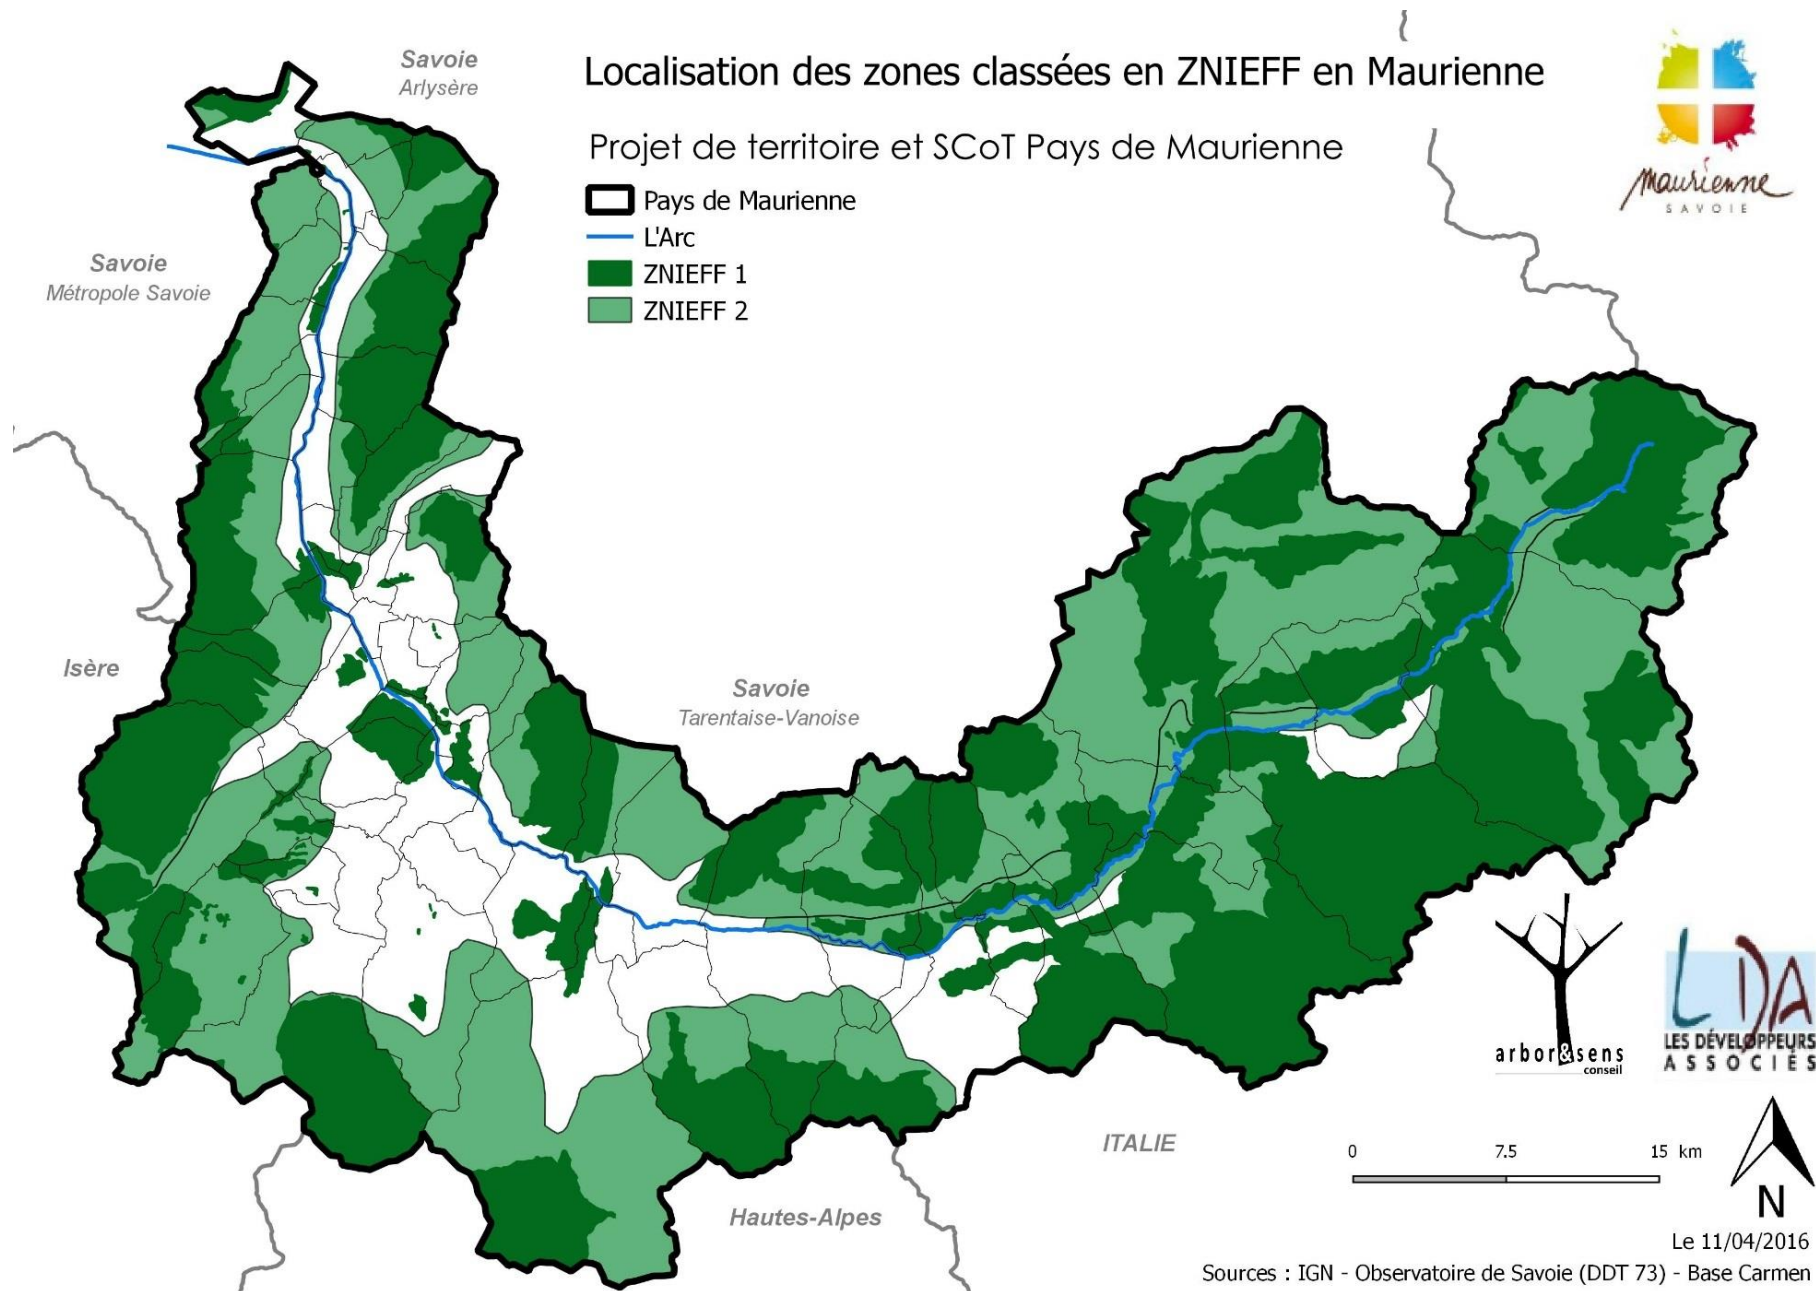 Localisation des zones classées en ZNIEFF en Maurienne
Projet de territoire et SCoT Pays de Maurienne
Pays de Maurienne
L'Arc
ZNIEFF 1
ZNIEFF 2
maurienne
SAVOIE
Savoie
Arlysère
Savoie
Métropole Savoie
Isère
Savoie
Tarentaise-Vanoise
ITALIE
Hautes-Alpes
arbor&sens
conseil
LDA
LES DÉVELOPPEURS
ASSOCIÉS
0 7.5 15 km
N
Le 11/04/2016
Sources : IGN - Observatoire de Savoie (DDT 73) - Base Carmen